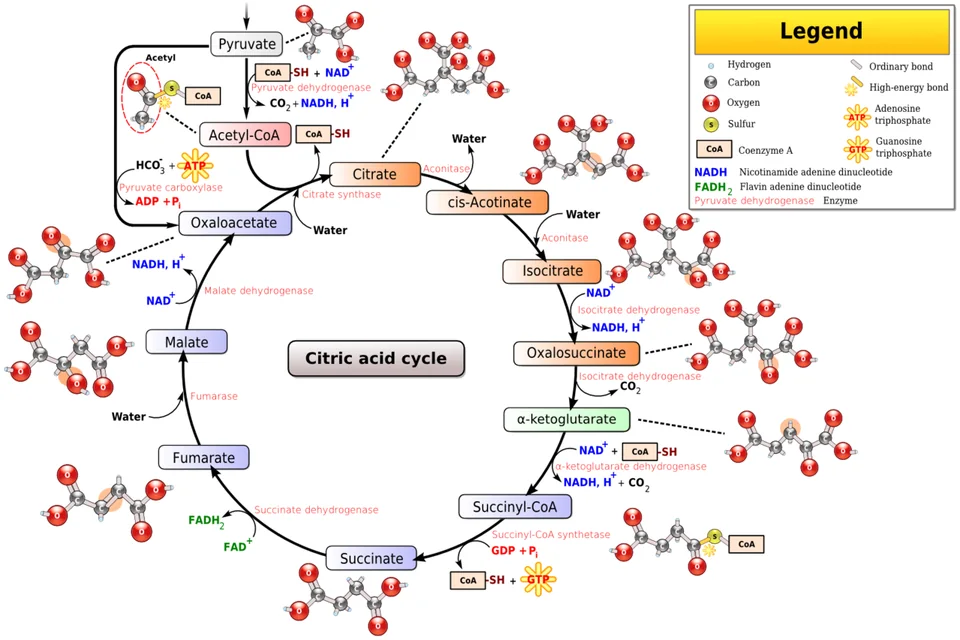 Legend
Hydrogen
Carbon
Oxygen
S Sulfur
CoA Coenzyme A
Ordinary bond
High-energy bond
ATP Adenosine
triphosphate
GTP Guanosine
triphosphate
NADH Nicotinamide adenine dinucleotide
FADH2 Flavin adenine dinucleotide
Pyruvate dehydrogenase Enzyme
Pyruvate
Acetyl
S
CoA
CoA-SH + NAD+
Pyruvate dehydrogenase
CO2+NADH, H+
Acetyl-CoA
CoA-SH
HCO3- + ATP
Pyruvate carboxylase
ADP + Pi
Citrate
Citrate synthase
Water
Oxaloacetate
Water
Aconitase
cis-Acotinate
Water
Aconitase
Isocitrate
NAD+
Isocitrate dehydrogenase
NADH, H+
Oxalosuccinate
Isocitrate dehydrogenase
CO2
α-ketoglutarate
NAD+ + CoA-SH
α-ketoglutarate dehydrogenase
NADH, H+ + CO2
Succinyl-CoA
S
CoA
Succinyl-CoA synthetase
GDP + Pi
CoA-SH + GTP
Succinate
Succinate dehydrogenase
FADH2
FAD+
Fumarate
Water
Fumarase
Malate
NADH, H+
Malate dehydrogenase
NAD+
Citric acid cycle